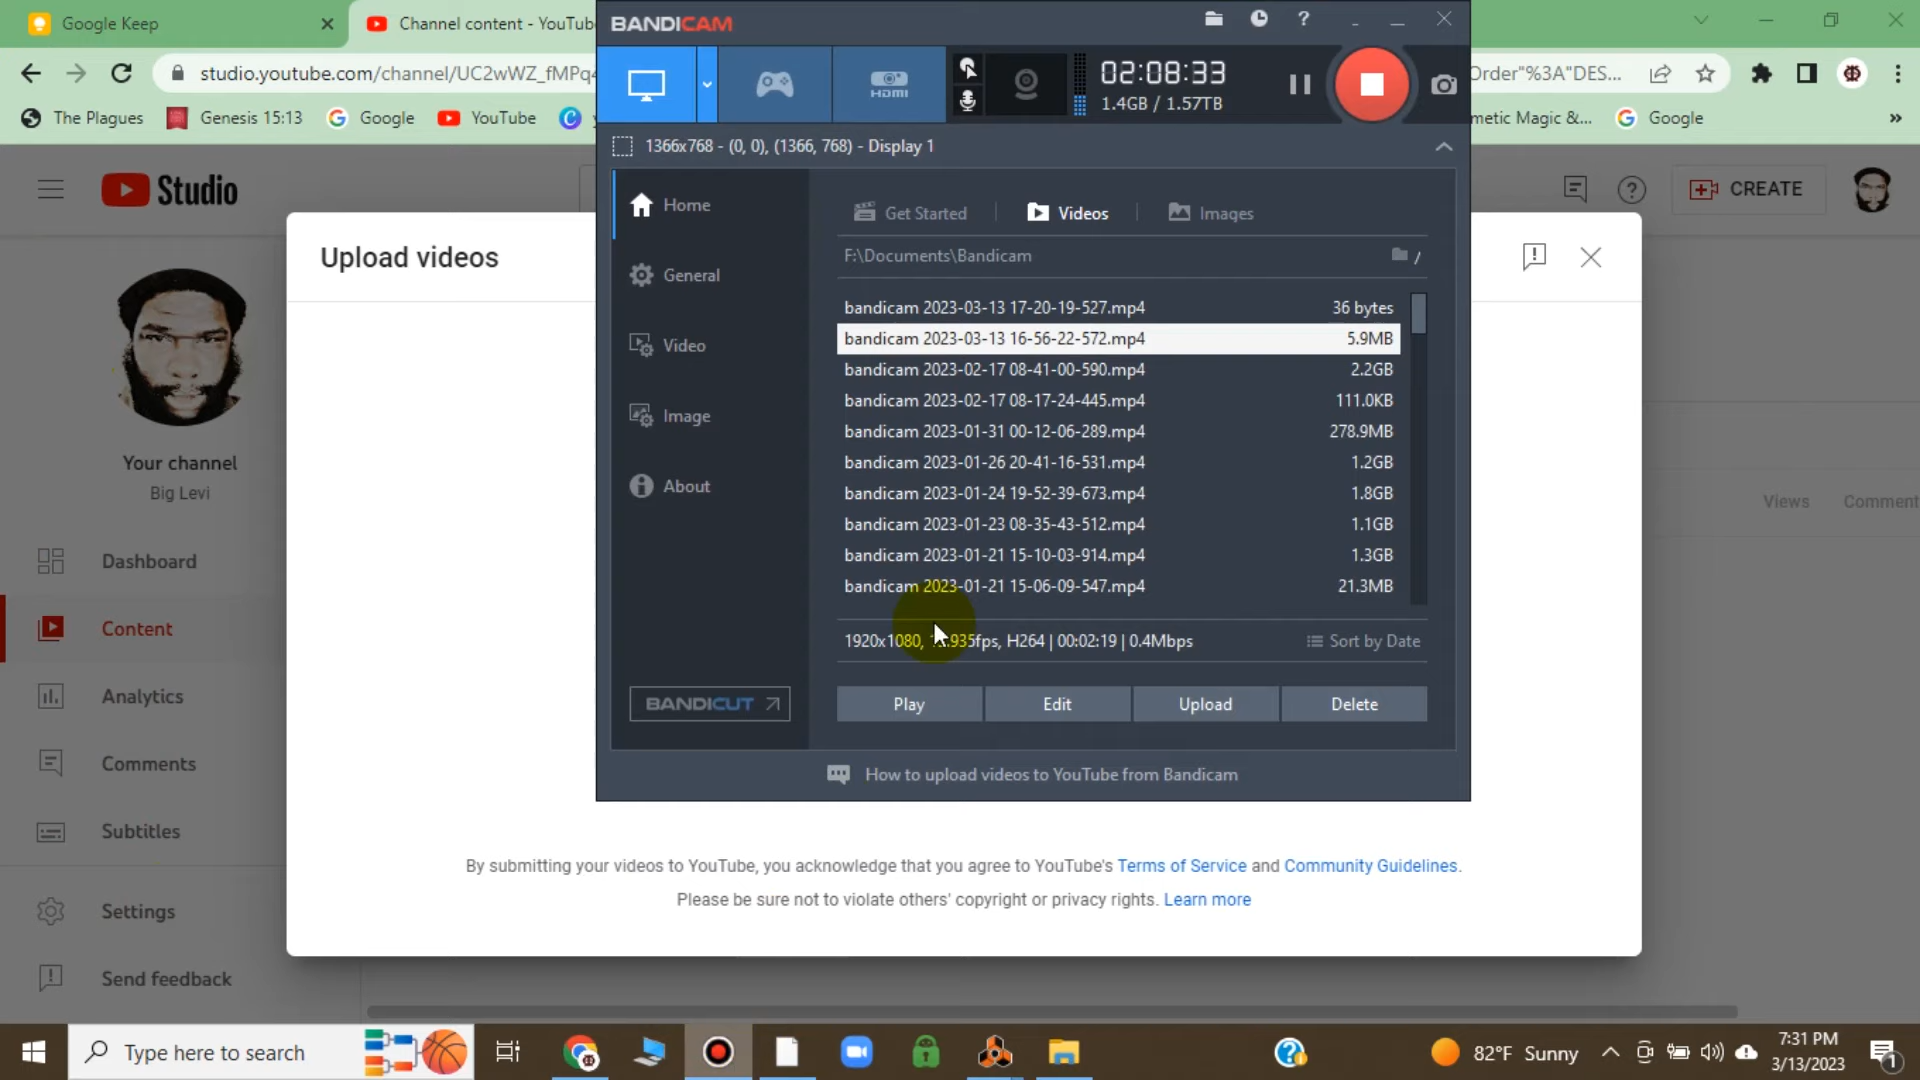 Google Keep
Channel content - YouTube
BANDICAM
studio.youtube.com/channel/UC2wWZ_fMPq4
Order"%3A"DES...
HDMI
02:08:33
1.4GB / 1.57TB
The Plagues
Genesis 15:13
Google
YouTube
metic Magic &...
Google
»
1366x768 - (0, 0), (1366, 768) - Display 1
Studio
CREATE
Home
Get Started
Videos
Images
Upload videos
F:\Documents\Bandicam
General
bandicam 2023-03-13 17-20-19-527.mp4 36 bytes
bandicam 2023-03-13 16-56-22-572.mp4 5.9MB
Video
bandicam 2023-02-17 08-41-00-590.mp4 2.2GB
bandicam 2023-02-17 08-17-24-445.mp4 111.0KB
Image
bandicam 2023-01-31 00-12-06-289.mp4 278.9MB
bandicam 2023-01-26 20-41-16-531.mp4 1.2GB
About
bandicam 2023-01-24 19-52-39-673.mp4 1.8GB
bandicam 2023-01-23 08-35-43-512.mp4 1.1GB
bandicam 2023-01-21 15-10-03-914.mp4 1.3GB
bandicam 2023-01-21 15-06-09-547.mp4 21.3MB
1920x1080, .935fps, H264 | 00:02:19 | 0.4Mbps
Sort by Date
BANDICUT
Play
Edit
Upload
Delete
How to upload videos to YouTube from Bandicam
Your channel
Big Levi
Views
Comment
Dashboard
Content
Analytics
Comments
Subtitles
Settings
Send feedback
By submitting your videos to YouTube, you acknowledge that you agree to YouTube's Terms of Service and Community Guidelines.
Please be sure not to violate others' copyright or privacy rights. Learn more
Type here to search
82°F Sunny
7:31 PM
3/13/2023
1